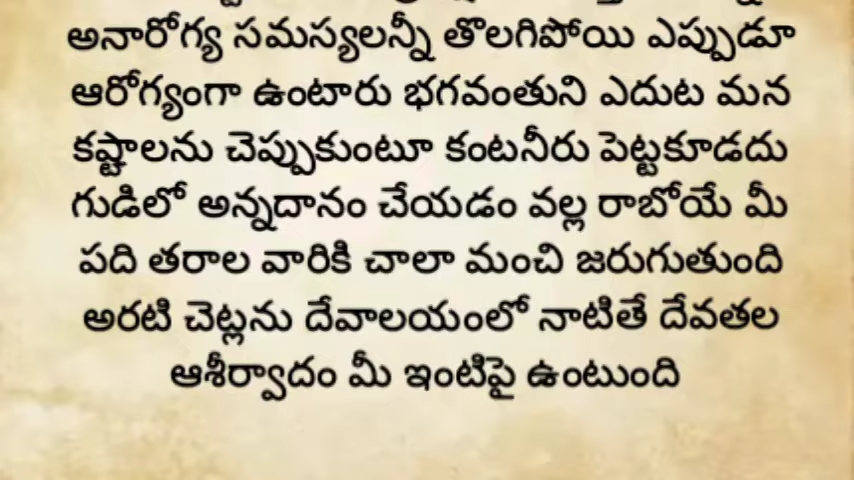 అనారోగ్య సమస్యలన్నీ తొలగిపోయి ఎప్పుడూ
ఆరోగ్యంగా ఉంటారు భగవంతుని ఎదుట మన
కష్టాలను చెప్పుకుంటూ కంటనీరు పెట్టకూడదు
గుడిలో అన్నదానం చేయడం వల్ల రాబోయే మీ
పది తరాల వారికి చాలా మంచి జరుగుతుంది
అరటి చెట్లను దేవాలయంలో నాటితే దేవతల
ఆశీర్వాదం మీ ఇంటిపై ఉంటుంది